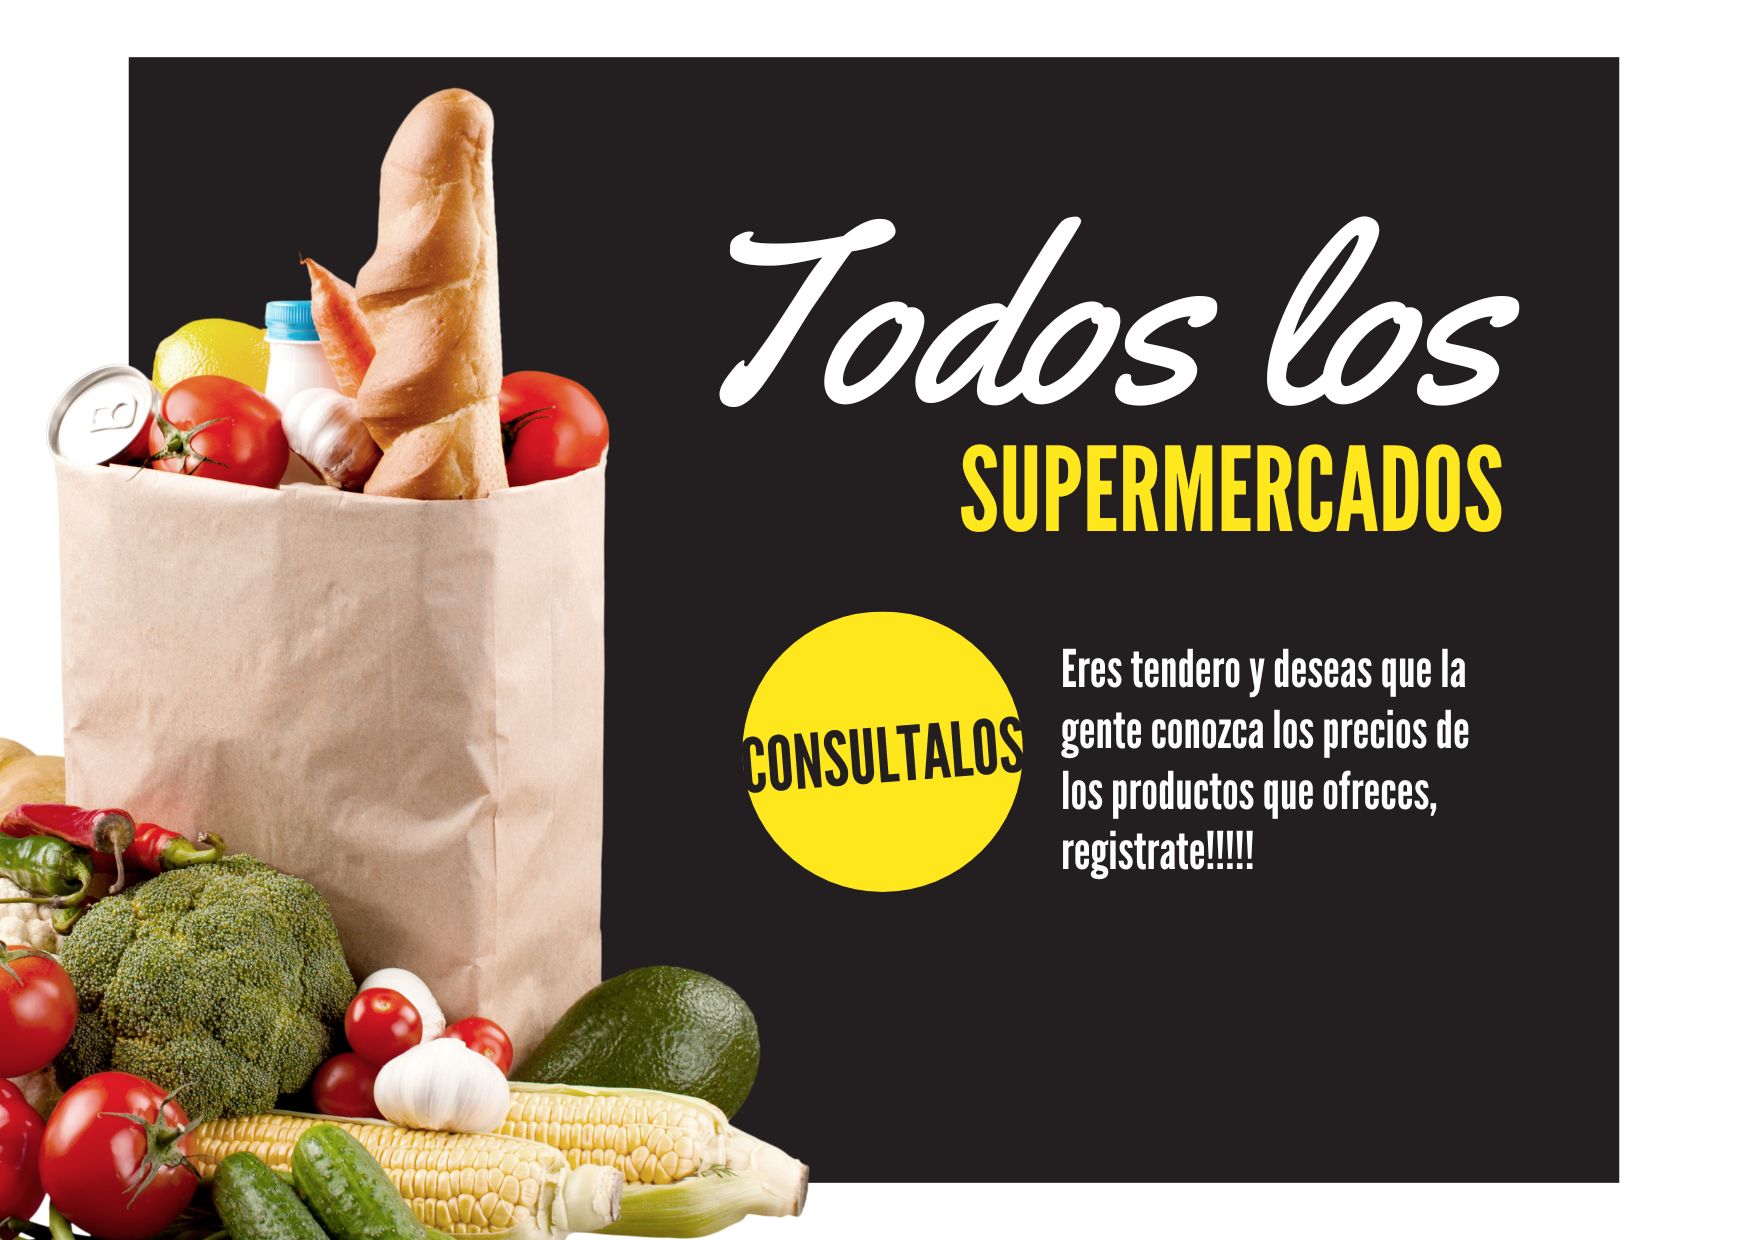 Todos los
SUPERMERCADOS
CONSULTALOS
Eres tendero y deseas que la
gente conozca los precios de
los productos que ofreces,
registrate!!!!!